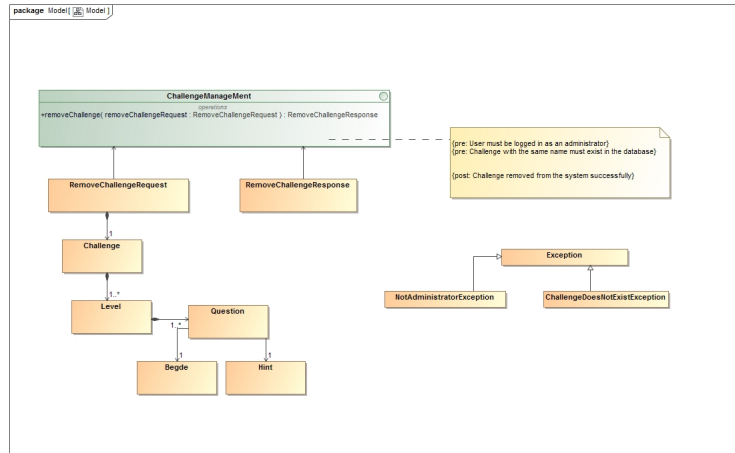 package Model[ Model ]
ChallengeManageMent
operations
+removeChallenge( removeChallengeRequest : RemoveChallengeRequest ) : RemoveChallengeResponse
{pre: User must be logged in as an administrator}
{pre: Challenge with the same name must exist in the database}
{post: Challenge removed from the system successfully}
RemoveChallengeRequest
RemoveChallengeResponse
1
Challenge
Exception
1..*
NotAdministratorException
ChallengeDoesNotExistException
Level
Question
1..*
1
1
Begde
Hint